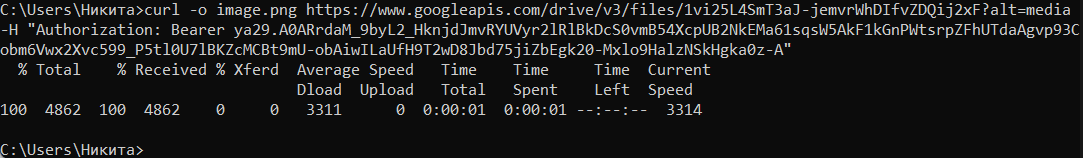 C:\Users\Никита>curl -o image.png https://www.googleapis.com/drive/v3/files/1vi25L4SmT3aJ-jemvrWhDIfvZDQij2xF?alt=media
-H "Authorization: Bearer ya29.A0ARrdaM_9byL2_HknjdJmvRYUVyr2lRlBkDcS0vmB54XcpUB2NkEMa61sqsW5AkF1kGnPWtsrpZFhUTdaAgvp93C
obm6Vwx2Xvc599_P5tl0U7lBKZcMCBt9mU-obAiwILaUfH9T2wD8Jbd75jiZbEgk20-Mxlo9HalzNSkHgka0z-A"
% Total % Received % Xferd Average Speed Time Time Time Current
Dload Upload Total Spent Left Speed
100 4862 100 4862 0 0 3311 0 0:00:01 0:00:01 --:--:-- 3314
C:\Users\Никита>